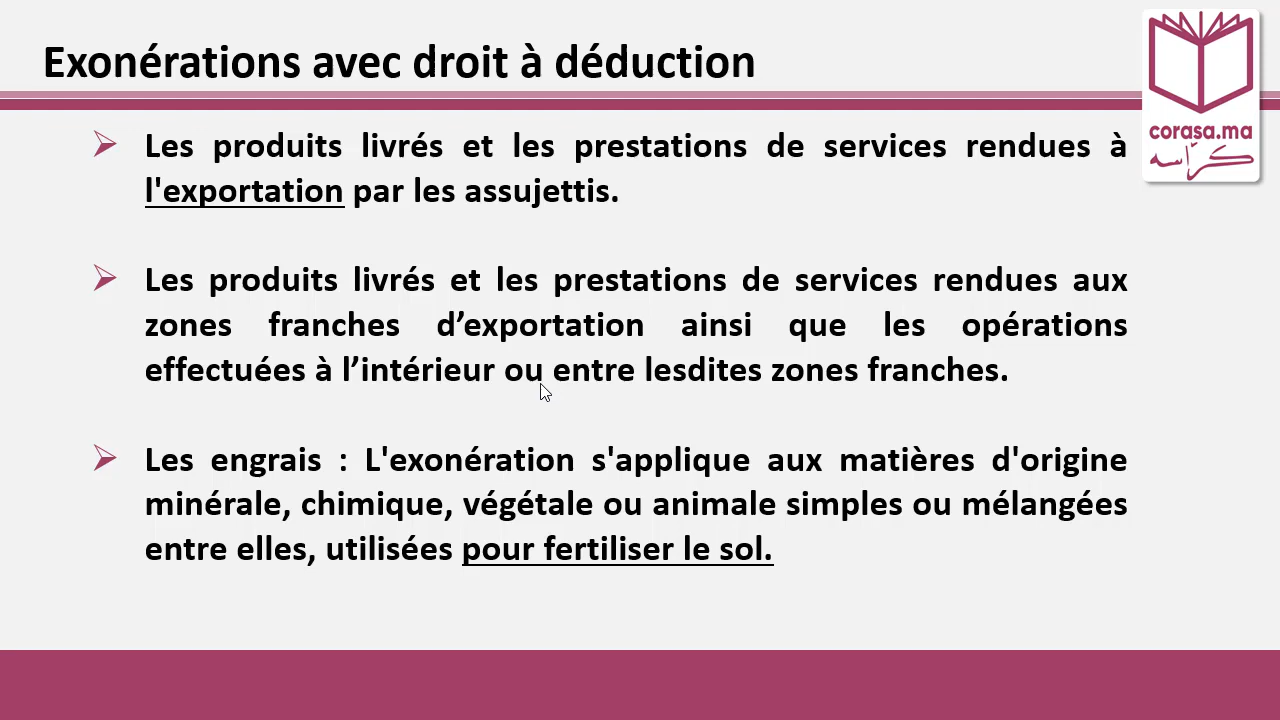 Exonérations avec droit à déduction
corasa.ma
كرّاسة
Les produits livrés et les prestations de services rendues à
l'exportation par les assujettis.
Les produits livrés et les prestations de services rendues aux
zones franches d’exportation ainsi que les opérations
effectuées à l’intérieur ou entre lesdites zones franches.
Les engrais : L'exonération s'applique aux matières d'origine
minérale, chimique, végétale ou animale simples ou mélangées
entre elles, utilisées pour fertiliser le sol.